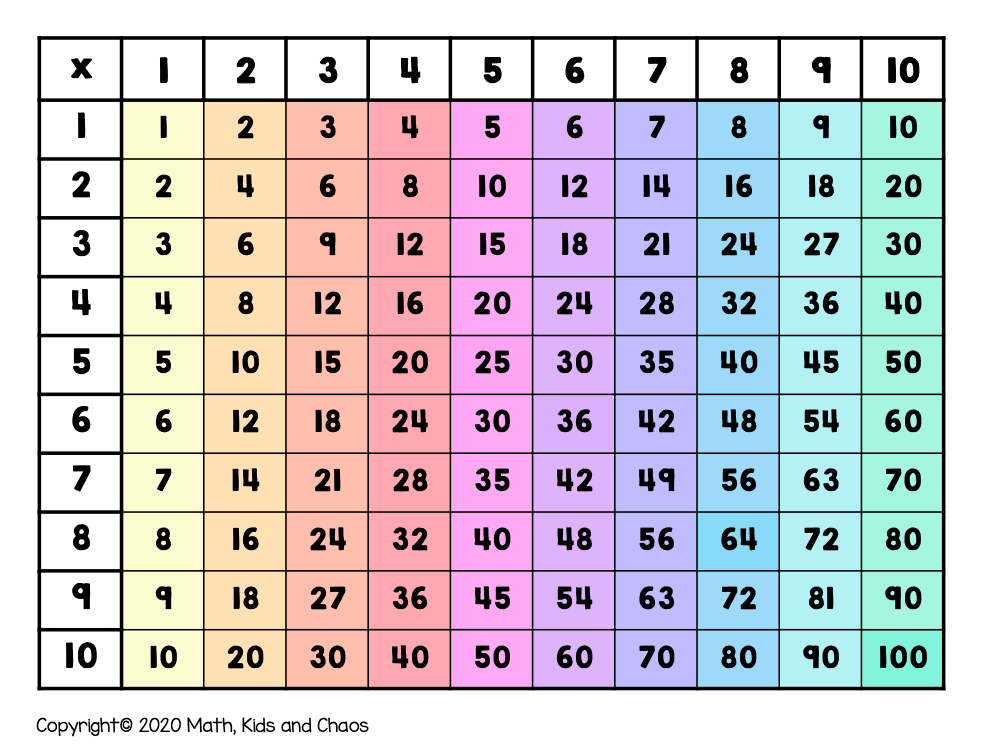 x 1 2 3 4 5 6 7 8 9 10
1 1 2 3 4 5 6 7 8 9 10
2 2 4 6 8 10 12 14 16 18 20
3 3 6 9 12 15 18 21 24 27 30
4 4 8 12 16 20 24 28 32 36 40
5 5 10 15 20 25 30 35 40 45 50
6 6 12 18 24 30 36 42 48 54 60
7 7 14 21 28 35 42 49 56 63 70
8 8 16 24 32 40 48 56 64 72 80
9 9 18 27 36 45 54 63 72 81 90
10 10 20 30 40 50 60 70 80 90 100
Copyright© 2020 Math, Kids and Chaos